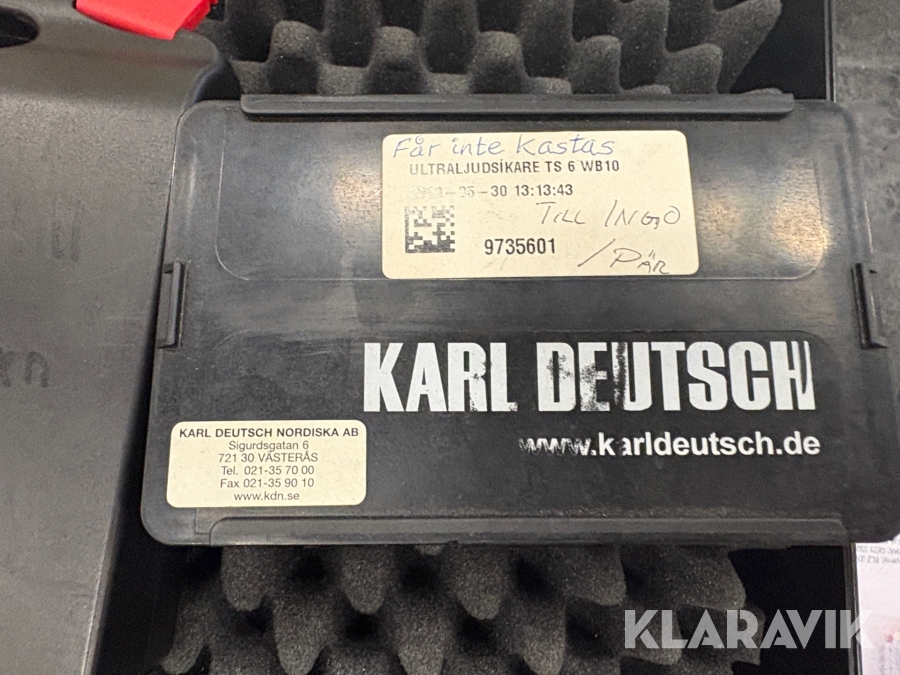 Får inte kastas
ULTRALJUDSÍKARE TS 6 WB10
-30 13:13:43
TILL INGO
9735601
/PÄR
KARL DEUTSCH
www.karldeutsch.de
KARL DEUTSCH NORDISKA AB
Sigurdsgatan 6
721 30 VÄSTERÅS
Tel. 021-35 70 00
Fax 021-35 90 10
www.kdn.se
KLARAVIK